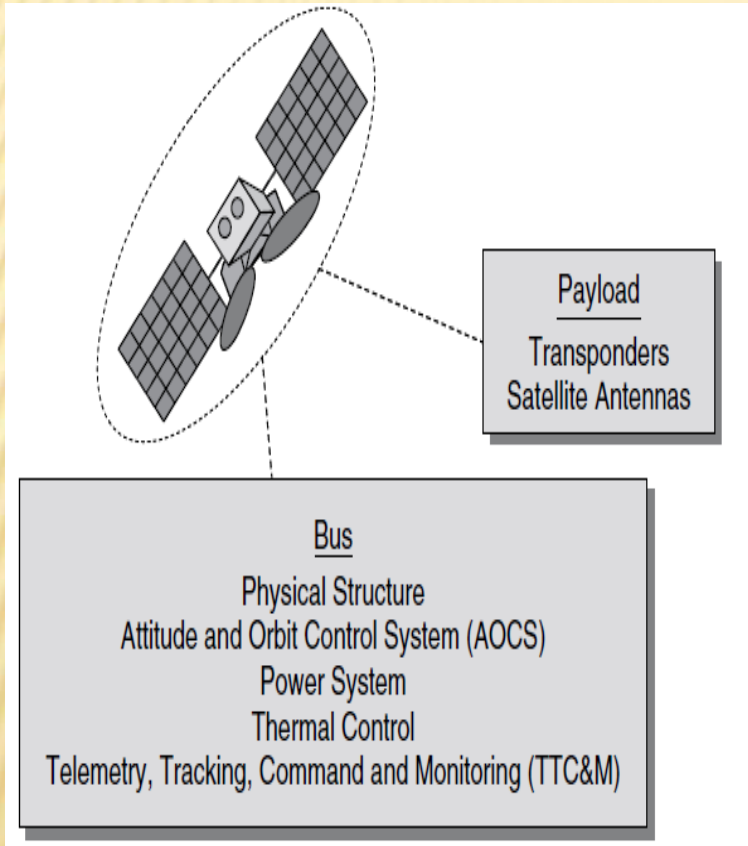 Payload
Transponders
Satellite Antennas
Bus
Physical Structure
Attitude and Orbit Control System (AOCS)
Power System
Thermal Control
Telemetry, Tracking, Command and Monitoring (TTC&M)